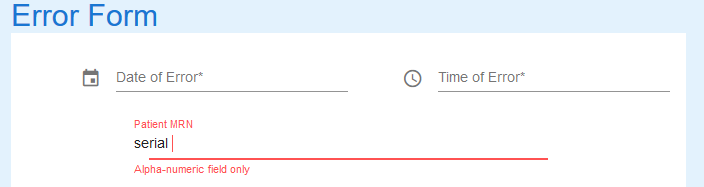 Error Form
Date of Error*
Time of Error*
Patient MRN
serial
Alpha-numeric field only